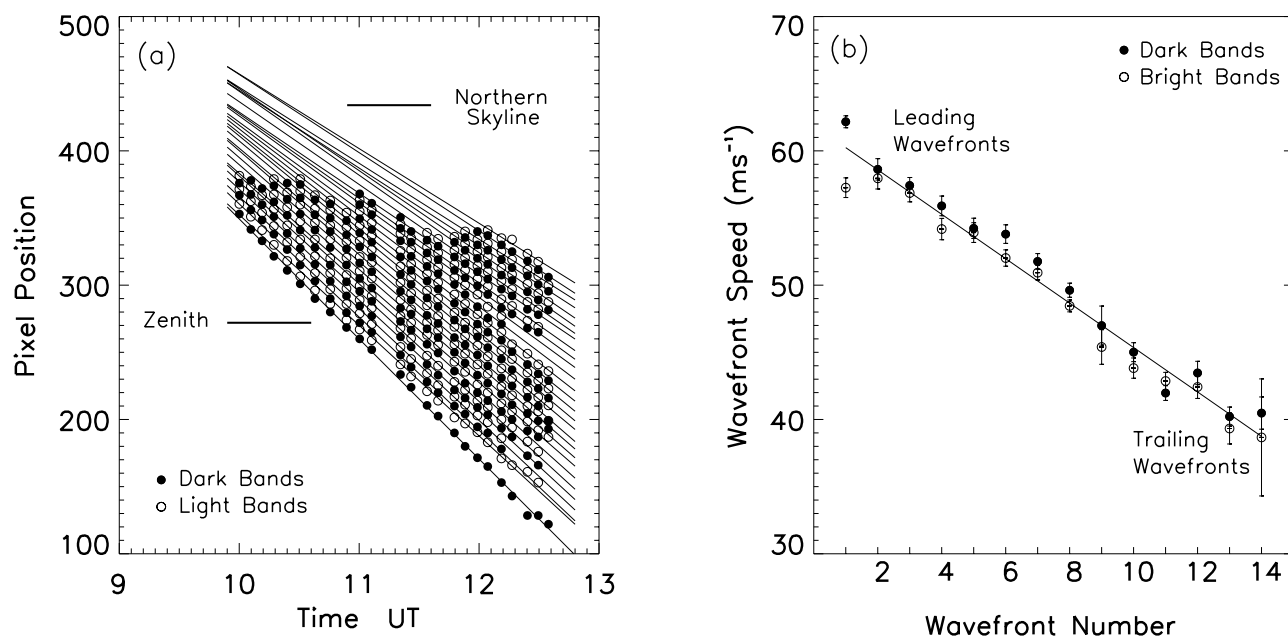 (a)
500
400
300
200
100
Pixel Position
Northern
Skyline
Zenith
Dark Bands
Light Bands
9 10 11 12 13
Time UT
(b)
70
60
50
40
30
Wavefront Speed (ms⁻¹)
Dark Bands
Bright Bands
Leading
Wavefronts
Trailing
Wavefronts
2 4 6 8 10 12 14
Wavefront Number